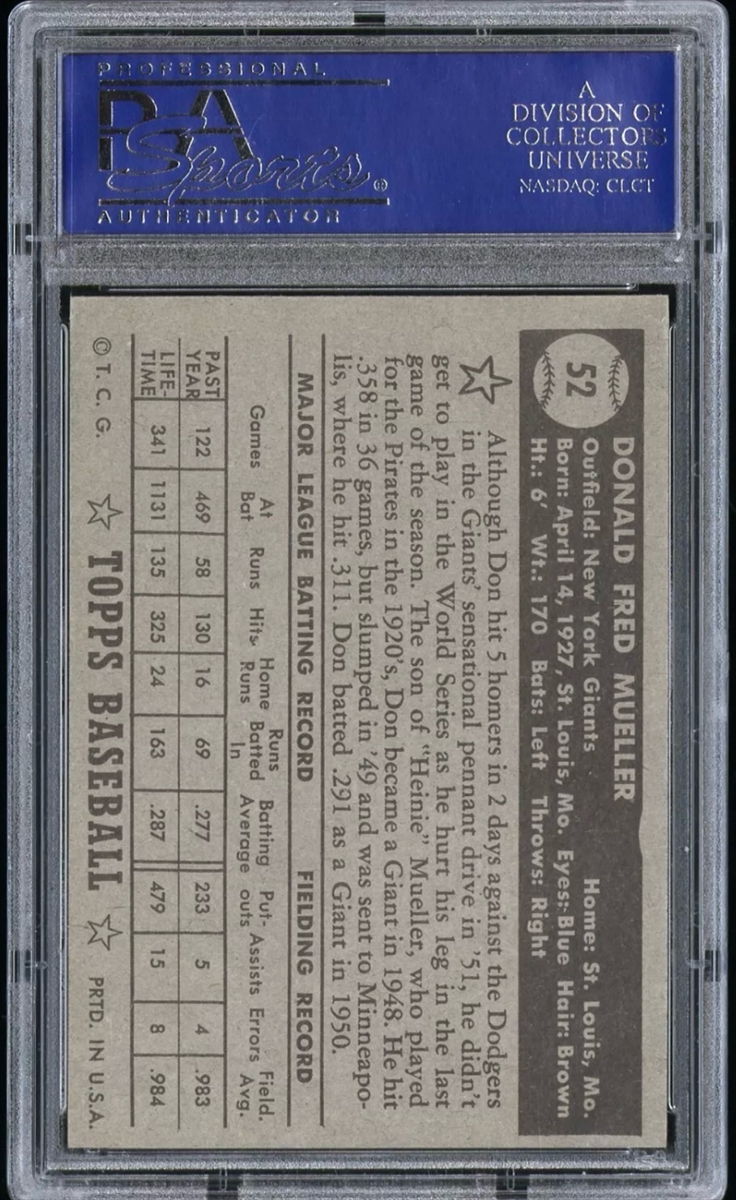 PROFESSIONAL
PSA
Sports®
AUTHENTICATOR
A
DIVISION OF
COLLECTORS
UNIVERSE
NASDAQ: CLCT
52
DONALD FRED MUELLER
Outfield: New York Giants Home: St. Louis, Mo.
Born: April 14, 1927, St. Louis, Mo. Eyes: Blue Hair: Brown
Ht.: 6' Wt.: 170 Bats: Left Throws: Right
Although Don hit 5 homers in 2 days against the Dodgers
in the Giants' sensational pennant drive in '51, he didn't
get to play in the World Series as he hurt his leg in the last
game of the season. The son of "Heinie" Mueller, who played
for the Pirates in the 1920's, Don became a Giant in 1948. He hit
.358 in 36 games, but slumped in '49 and was sent to Minneapo-
lis, where he hit .311. Don batted .291 as a Giant in 1950.
MAJOR LEAGUE BATTING RECORD FIELDING RECORD
Games At Bat Runs Hits Home Runs Runs Batted In Batting Average Put-outs Assists Errors Field. Avg.
PAST YEAR 122 469 58 130 16 69 .277 233 5 4 .983
LIFE-TIME 341 1131 135 325 24 163 .287 479 15 8 .984
© T. C. G. TOPPS BASEBALL PRTD. IN U.S.A.